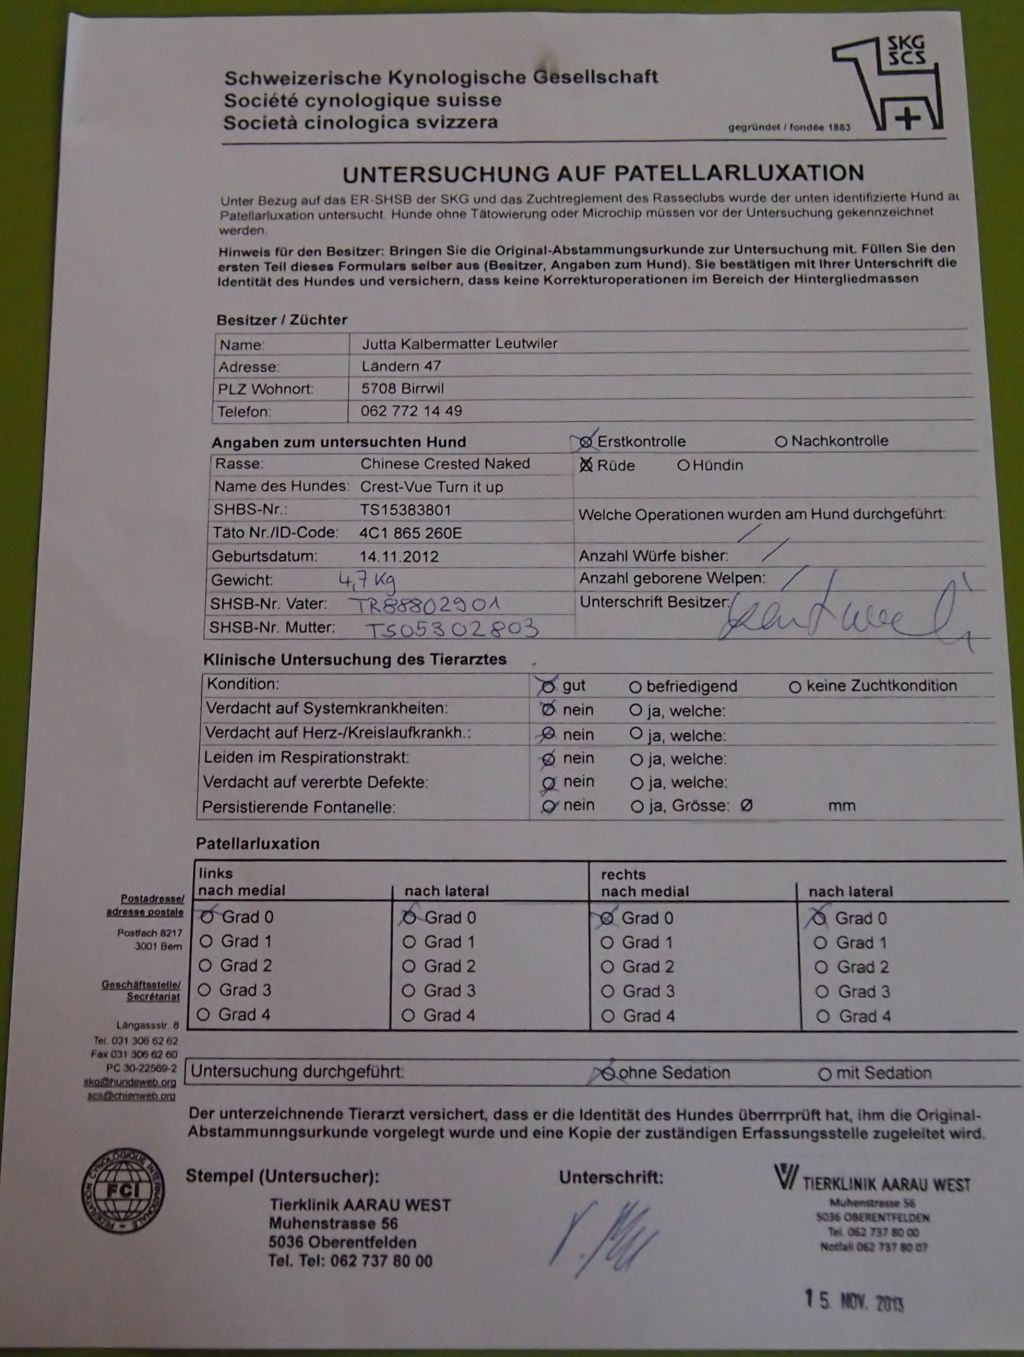 SKG
SCS
Schweizerische Kynologische Gesellschaft
Société cynologique suisse
Società cinologica svizzera
gegründet / fondée 1883
UNTERSUCHUNG AUF PATELLARLUXATION
Unter Bezug auf das ER-SHSB der SKG und das Zuchtreglement des Rasseclubs wurde der unten identifizierte Hund au
Patellarluxation untersucht. Hunde ohne Tätowierung oder Microchip müssen vor der Untersuchung gekennzeichnet
werden.
Hinweis für den Besitzer: Bringen Sie die Original-Abstammungsurkunde zur Untersuchung mit. Füllen Sie den
ersten Teil dieses Formulars selber aus (Besitzer, Angaben zum Hund). Sie bestätigen mit Ihrer Unterschrift die
Identität des Hundes und versichern, dass keine Korrekturoperationen im Bereich der Hintergliedmassen
Besitzer / Züchter
Name: Jutta Kalbermatter Leutwiler
Adresse: Ländern 47
PLZ Wohnort: 5708 Birrwil
Telefon: 062 772 14 49
Angaben zum untersuchten Hund Erstkontrolle Nachkontrolle
Rasse: Chinese Crested Naked Rüde Hündin
Name des Hundes: Crest-Vue Turn it up
SHBS-Nr.: TS15383801 Welche Operationen wurden am Hund durchgeführt:
Täto Nr./ID-Code: 4C1 865 260E
Geburtsdatum: 14.11.2012 Anzahl Würfe bisher: /
Gewicht: 4,7 Kg Anzahl geborene Welpen: /
SHSB-Nr. Vater: TR88802901 Unterschrift Besitzer:
SHSB-Nr. Mutter: TS05302803
Klinische Untersuchung des Tierarztes
Kondition: gut befriedigend keine Zuchtkondition
Verdacht auf Systemkrankheiten: nein ja, welche:
Verdacht auf Herz-/Kreislaufkrankh.: nein ja, welche:
Leiden im Respirationstrakt: nein ja, welche:
Verdacht auf vererbte Defekte: nein ja, welche:
Persistierende Fontanelle: nein ja, Grösse: Ø mm
Patellarluxation
links rechts
nach medial nach lateral nach medial nach lateral
Grad 0 Grad 0 Grad 0 Grad 0
Grad 1 Grad 1 Grad 1 Grad 1
Grad 2 Grad 2 Grad 2 Grad 2
Grad 3 Grad 3 Grad 3 Grad 3
Grad 4 Grad 4 Grad 4 Grad 4
Postadresse/
adresse postale
Postfach 8217
3001 Bern
Geschäftsstelle/
Secrétariat
Längassstr. 8
Tel. 031 306 62 62
Fax 031 306 62 60
PC 30-22569-2
skg@hundeweb.org
scs@chienweb.org
Untersuchung durchgeführt: ohne Sedation mit Sedation
Der unterzeichnende Tierarzt versichert, dass er die Identität des Hundes überrrprüft hat, ihm die Original-
Abstammunngsurkunde vorgelegt wurde und eine Kopie der zuständigen Erfassungsstelle zugeleitet wird.
FEDERATION CYNOLOGIQUE INTERNATIONALE
FCI
Stempel (Untersucher): Unterschrift:
Tierklinik AARAU WEST
Muhenstrasse 56
5036 Oberentfelden
Tel. Tel: 062 737 80 00
TIERKLINIK AARAU WEST
Muhenstrasse 56
5036 OBERENTFELDEN
Tel. 062 737 80 00
Notfall 062 737 80 07
15. NOV. 2013